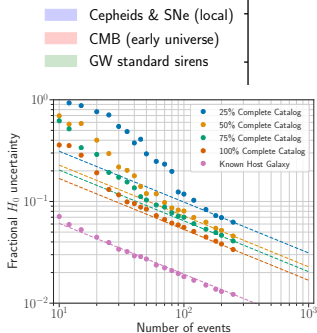 Cepheids & SNe (local)
CMB (early universe)
GW standard sirens
10^0
10^-1
10^-2
Fractional H_0 uncertainty
25% Complete Catalog
50% Complete Catalog
75% Complete Catalog
100% Complete Catalog
Known Host Galaxy
10^1
10^2
10^3
Number of events